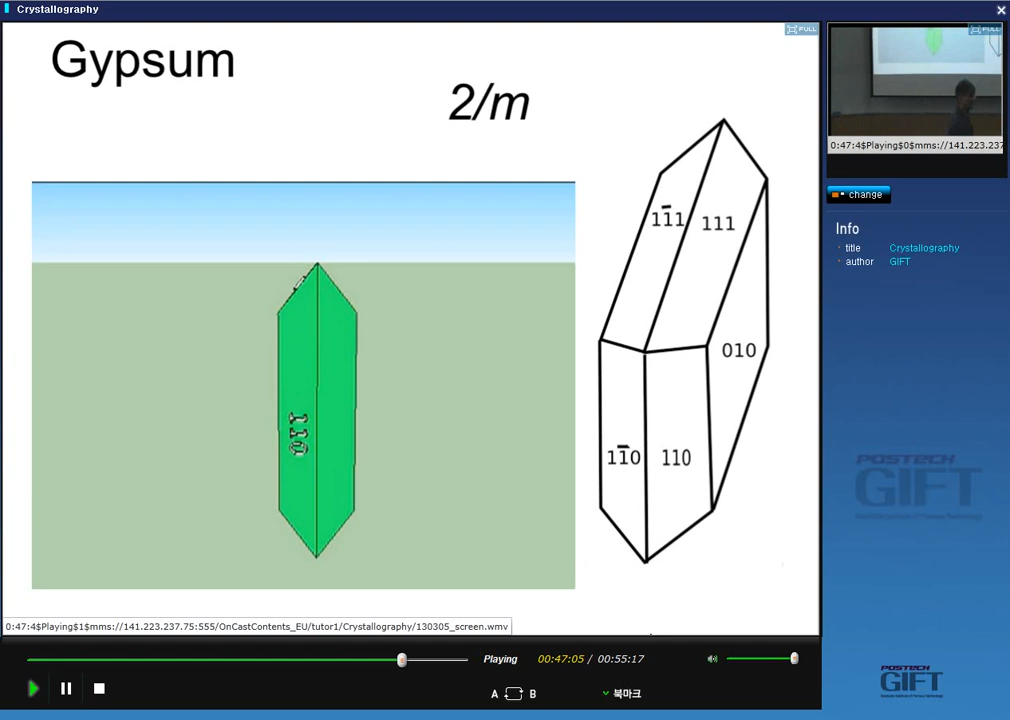 Crystallography
FULL
Gypsum
2/m
11̅1
111
010
11̅0
110
110
0:47:4$Playing$1$mms://141.223.237.75:555/OnCastContents_EU/tutor1/Crystallography/130305_screen.wmv
Playing
00:47:05 / 00:55:17
A B
북마크
FULL
0:47:4$Playing$0$mms://141.223.237
change
Info
title Crystallography
author GIFT
POSTECH
GIFT
POSTECH
GIFT